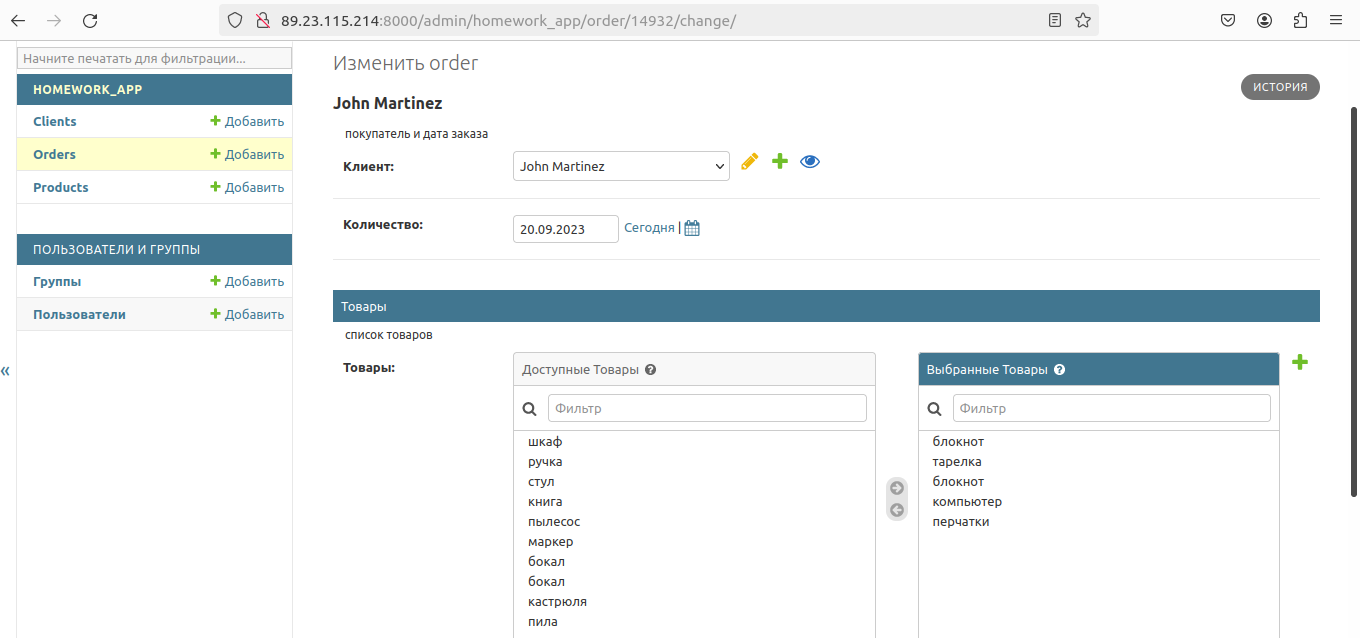 89.23.115.214:8000/admin/homework_app/order/14932/change/
Начните печатать для фильтрации...
HOMEWORK_APP
Clients
Добавить
Orders
Добавить
Products
Добавить
ПОЛЬЗОВАТЕЛИ И ГРУППЫ
Группы
Добавить
Пользователи
Добавить
«
Изменить order
John Martinez
ИСТОРИЯ
покупатель и дата заказа
Клиент:
John Martinez
Количество:
20.09.2023
Сегодня |
Товары
список товаров
Товары:
Доступные Товары ?
Фильтр
шкаф
ручка
стул
книга
пылесос
маркер
бокал
бокал
кастрюля
пила
Выбранные Товары ?
Фильтр
блокнот
тарелка
блокнот
компьютер
перчатки